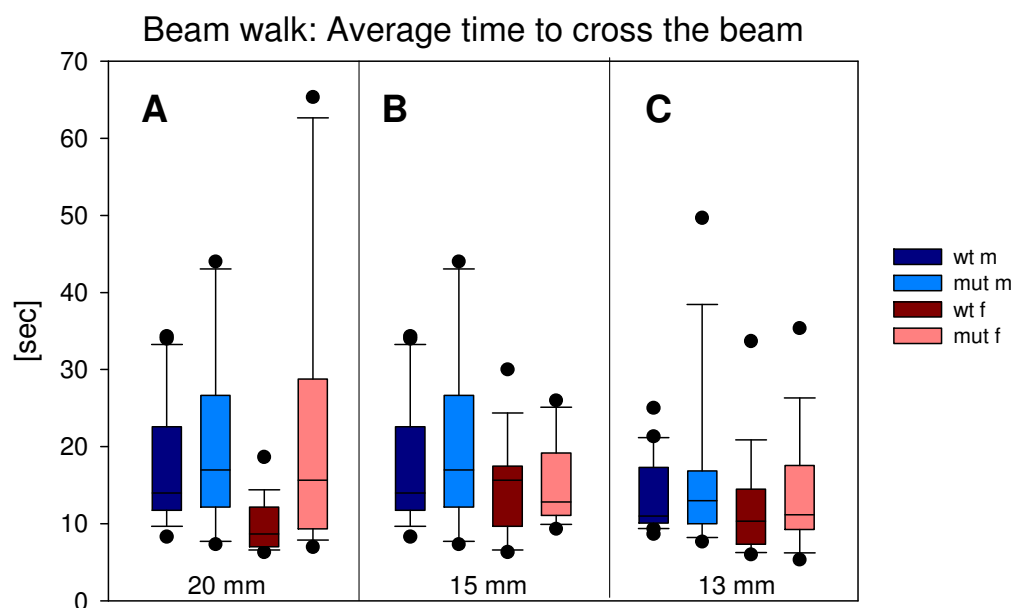 Beam walk: Average time to cross the beam
[sec]
70
60
50
40
30
20
10
0
A
B
C
20 mm
15 mm
13 mm
wt m
mut m
wt f
mut f